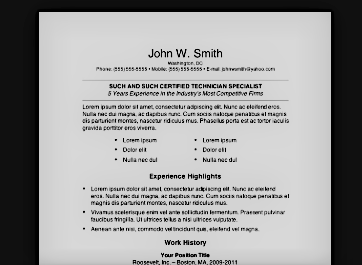 John W. Smith
Washington, DC
Phone: (555) 555-5555 • Mobile: (555) 555-5555 • E-mail: johnwsmith@yahoo.com
SUCH AND SUCH CERTIFIED TECHNICIAN SPECIALIST
8 Years Experience in the Industry's Most Competitive Firms
Lorem ipsum dolor sit amet, consectetur adipiscing elit. Nunc ac eleifend eros.
Nulla nec dui magna, ac dapibus nunc. Cum sociis natoque penatibus et magnis
dis parturient montes, nascetur ridiculus mus. Phasellus porta est ac tortor iaculis
gravida porttitor eros viverra.
• Lorem ipsum • Lorem ipsum
• Dolor elit • Dolor elit
• Nulla nec dui • Nulla nec dul
Experience Highlights
• Lorem ipsum dolor sit amet, consectetur adipiscing elit. Nunc ac eleifend
eros. Nulla nec dui magna, ac dapibus nunc. Cum sociis natoque penatibus et
magnis dis parturient montes, nascetur ridiculus mus.
• Vivamus scelerisque enim vel ante sollicitudin fermentum. Praesent pulvinar
faucibus fringilla. Ut ultrices tellus a nisi ultrices vulputate.
• Aenean ante nisi, commodo velit, eleifend vel magna.
Work History
Your Position Title
Roosevelt, Inc. – Boston, MA, 2009-2011